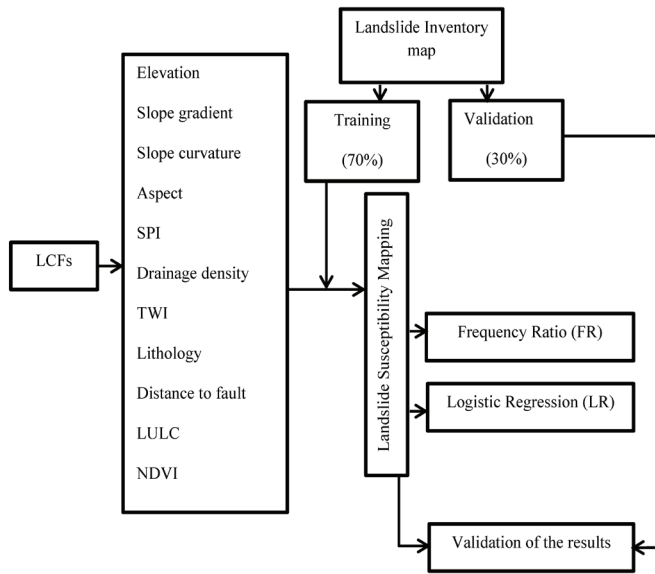 Landslide Inventory
map
Training
(70%)
Validation
(30%)
LCFs
Elevation
Slope gradient
Slope curvature
Aspect
SPI
Drainage density
TWI
Lithology
Distance to fault
LULC
NDVI
Landslide Susceptibility Mapping
Frequency Ratio (FR)
Logistic Regression (LR)
Validation of the results